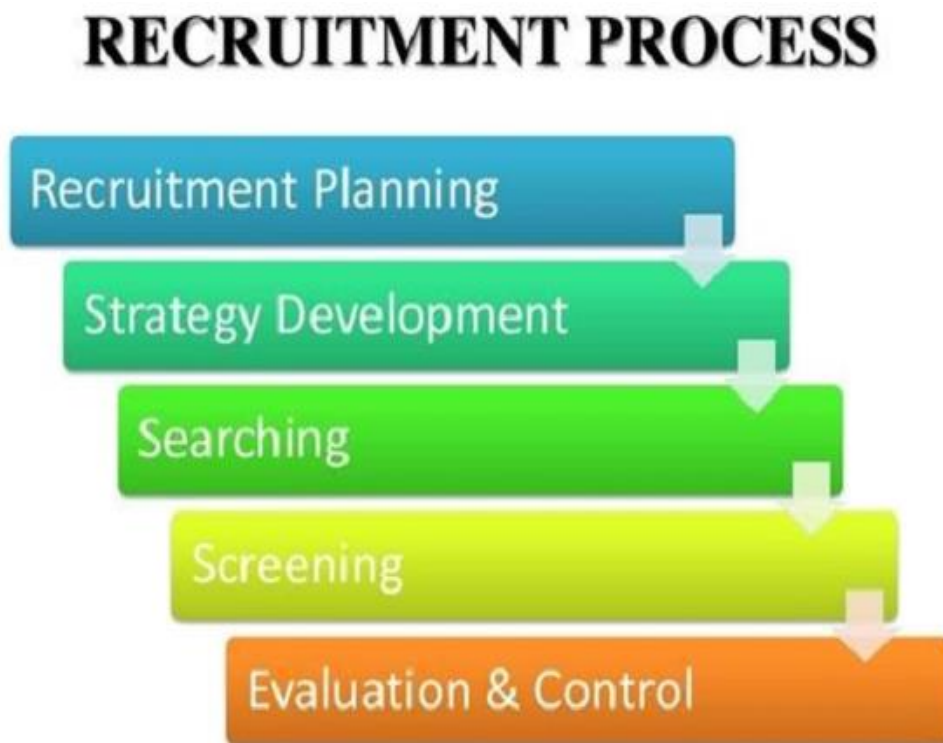 RECRUITMENT PROCESS
Recruitment Planning
Strategy Development
Searching
Screening
Evaluation & Control